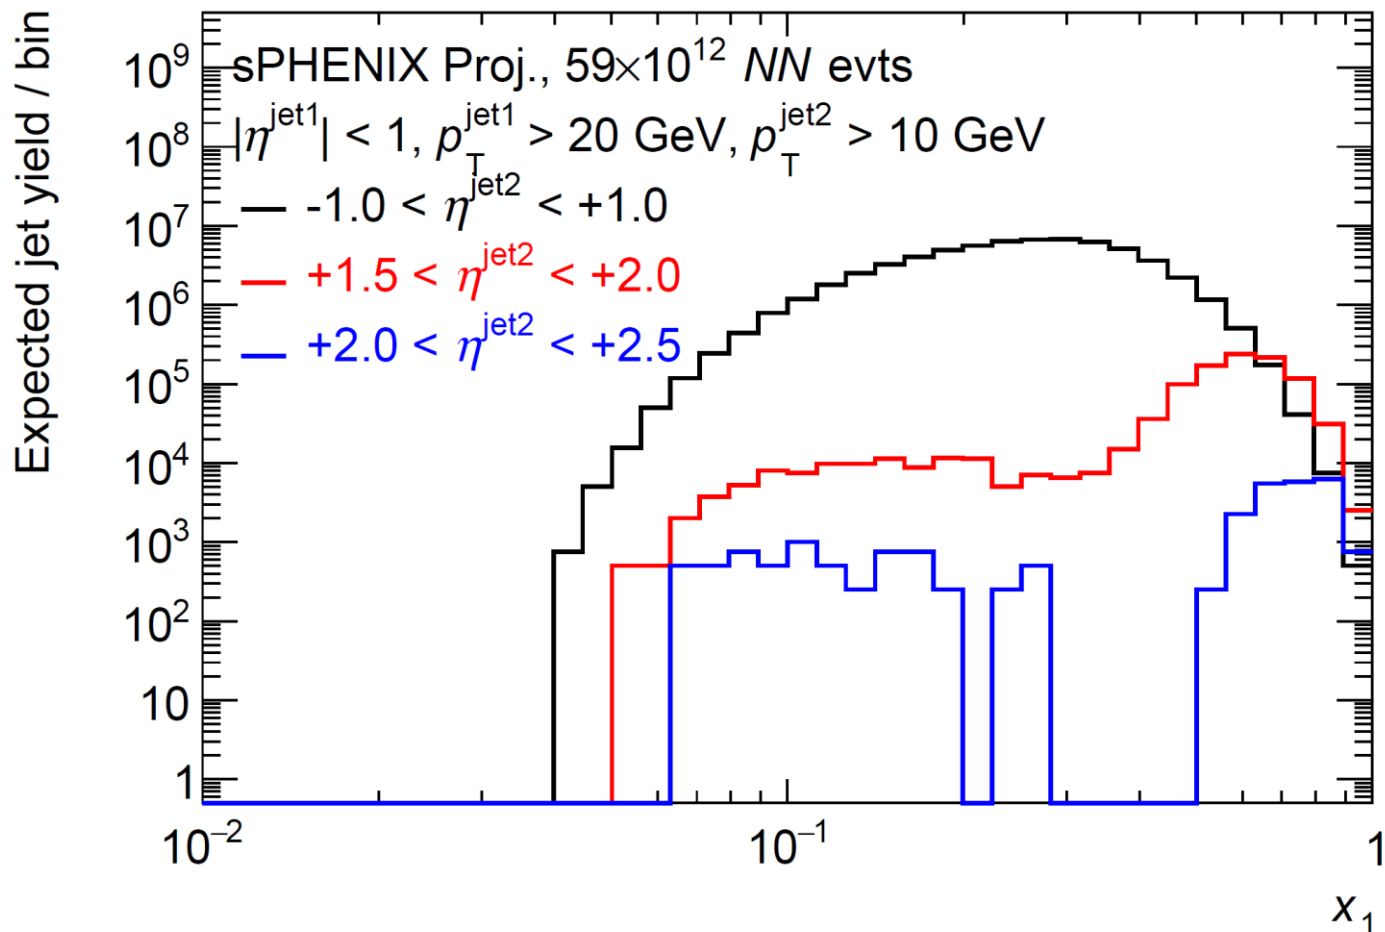 Expected jet yield / bin
10⁹
10⁸
10⁷
10⁶
10⁵
10⁴
10³
10²
10
1
sPHENIX Proj., 59×10¹² NN evts
|η^jet1| < 1, p_T^jet1 > 20 GeV, p_T^jet2 > 10 GeV
-1.0 < η^jet2 < +1.0
+1.5 < η^jet2 < +2.0
+2.0 < η^jet2 < +2.5
10⁻² 10⁻¹ 1
x₁